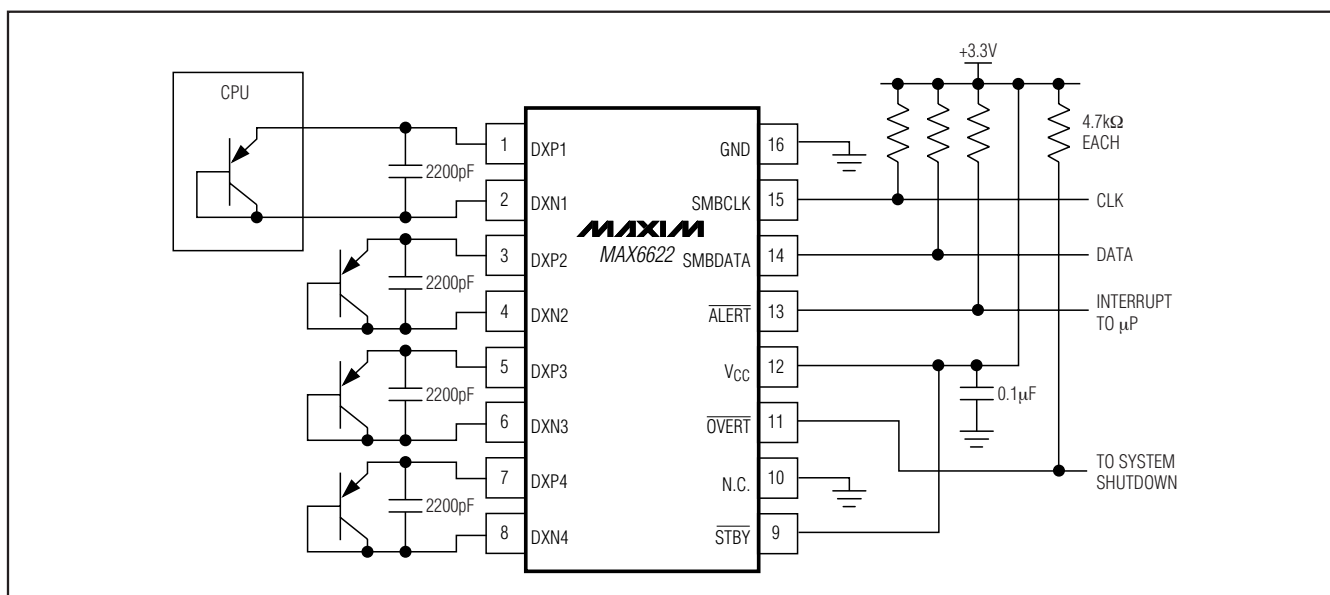 +3.3V
CPU
4.7kΩ
EACH
1
DXP1
GND
16
2200pF
2
DXN1
SMBCLK
15
CLK
MAXIM
MAX6622
3
DXP2
SMBDATA
14
DATA
2200pF
4
DXN2
ALERT
13
INTERRUPT
TO μP
5
DXP3
VCC
12
2200pF
0.1μF
6
DXN3
OVERT
11
7
DXP4
N.C.
10
TO SYSTEM
SHUTDOWN
2200pF
8
DXN4
STBY
9